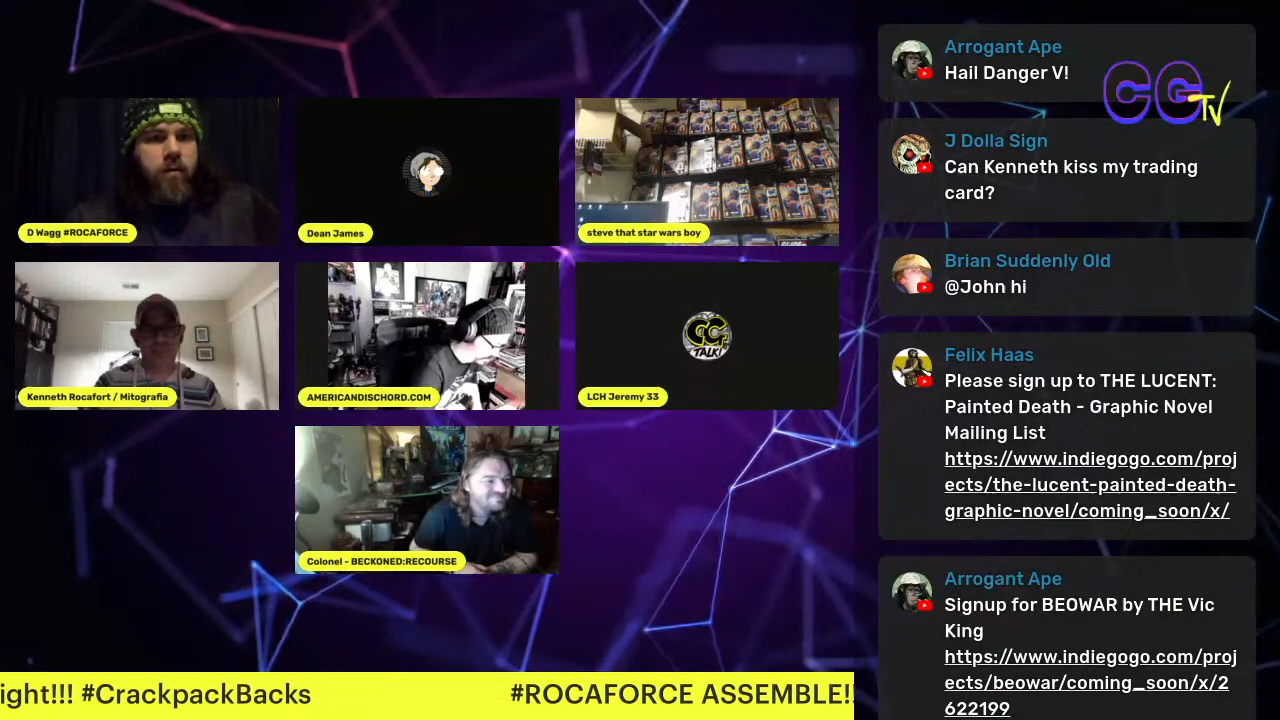 D Wagg #ROCAFORCE
Dean James
steve that star wars boy
Kenneth Rocafort / Mitografia
AMERICANDISCHORD.COM
CG
TALK!
LCH Jeremy 33
Colonel - BECKONED:RECOURSE
ight!!! #CrackpackBacks
#ROCAFORCE ASSEMBLE!!
CG TV
Arrogant Ape
Hail Danger V!
J Dolla Sign
Can Kenneth kiss my trading
card?
Brian Suddenly Old
@John hi
Felix Haas
Please sign up to THE LUCENT:
Painted Death - Graphic Novel
Mailing List
https://www.indiegogo.com/proj
ects/the-lucent-painted-death-
graphic-novel/coming_soon/x/
Arrogant Ape
Signup for BEOWAR by THE Vic
King
https://www.indiegogo.com/proj
ects/beowar/coming_soon/x/2
622199